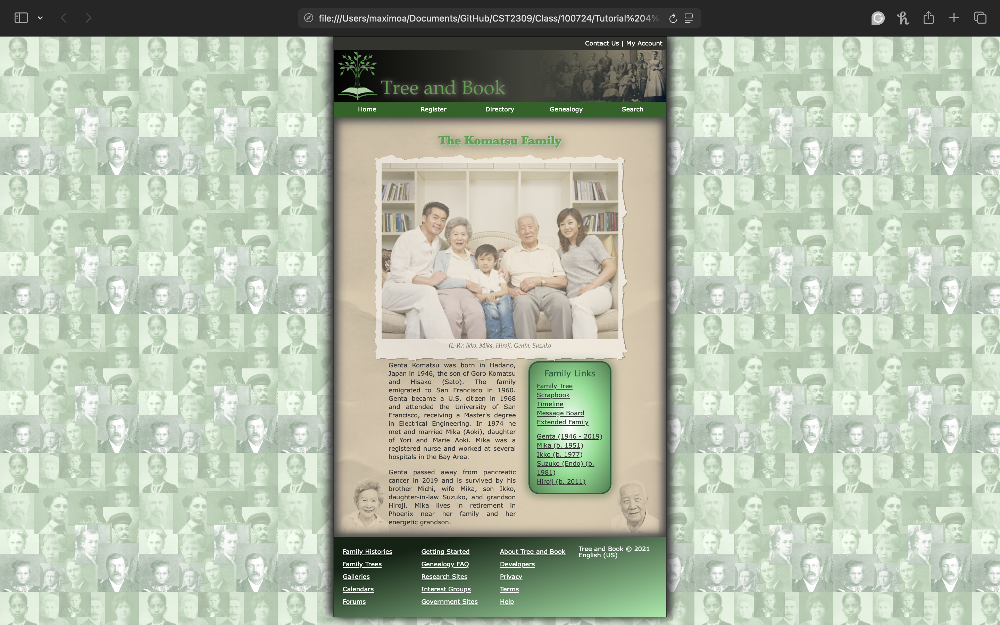 file:///Users/maximoa/Documents/GitHub/CST2309/Class/100724/Tutorial%204%
Contact Us | My Account
Tree and Book
Home Register Directory Genealogy Search
The Komatsu Family
(L-R): Ikko, Mika, Hiroji, Genta, Suzuko
Genta Komatsu was born in Hadano,
Japan in 1946, the son of Goro Komatsu
and Hisako (Sato). The family
emigrated to San Francisco in 1960.
Genta became a U.S. citizen in 1968
and attended the University of San
Francisco, receiving a Master's degree
in Electrical Engineering. In 1974 he
met and married Mika (Aoki), daughter
of Yori and Marie Aoki. Mika was a
registered nurse and worked at several
hospitals in the Bay Area.
Genta passed away from pancreatic
cancer in 2019 and is survived by his
brother Michi, wife Mika, son Ikko,
daughter-in-law Suzuko, and grandson
Hiroji. Mika lives in retirement in
Phoenix near her family and her
energetic grandson.
Family Links
Family Tree
Scrapbook
Timeline
Message Board
Extended Family
Genta (1946 - 2019)
Mika (b. 1951)
Ikko (b. 1977)
Suzuko (Endo) (b.
1981)
Hiroji (b. 2011)
Family Histories
Family Trees
Galleries
Calendars
Forums
Getting Started
Genealogy FAQ
Research Sites
Interest Groups
Government Sites
About Tree and Book
Developers
Privacy
Terms
Help
Tree and Book © 2021
English (US)